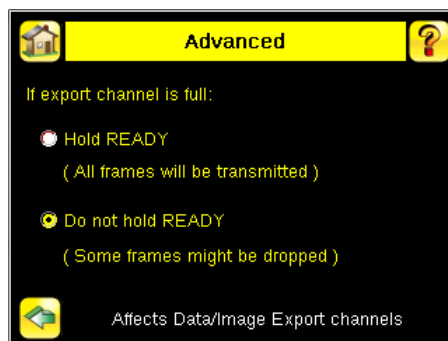 Advanced
?
If export channel is full:
Hold READY
( All frames will be transmitted )
Do not hold READY
( Some frames might be dropped )
Affects Data/Image Export channels